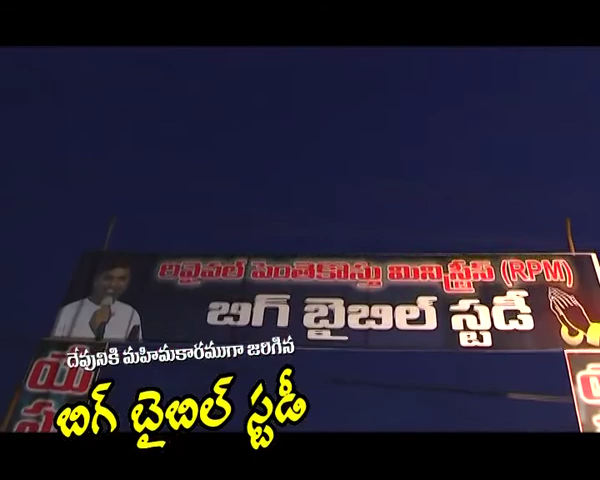 రివైవల్ పెంతెకొస్తు మినిస్ట్రీస్ (RPM)
బిగ్ బైబిల్ స్టడీ
దేవునికి మహిమకారముగా జరిగిన
బిగ్ బైబిల్ స్టడీ